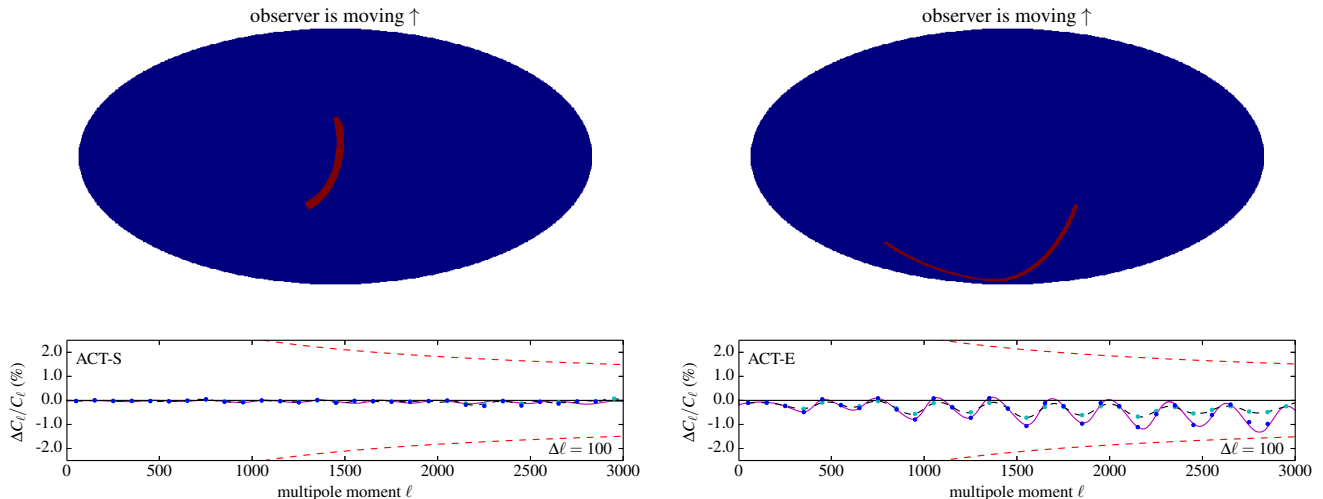 observer is moving ↑
observer is moving ↑
ACT-S
2.0
1.0
0.0
-1.0
-2.0
ΔC_ℓ/C_ℓ (%)
Δℓ = 100
0 500 1000 1500 2000 2500 3000
multipole moment ℓ
ACT-E
2.0
1.0
0.0
-1.0
-2.0
ΔC_ℓ/C_ℓ (%)
Δℓ = 100
0 500 1000 1500 2000 2500 3000
multipole moment ℓ